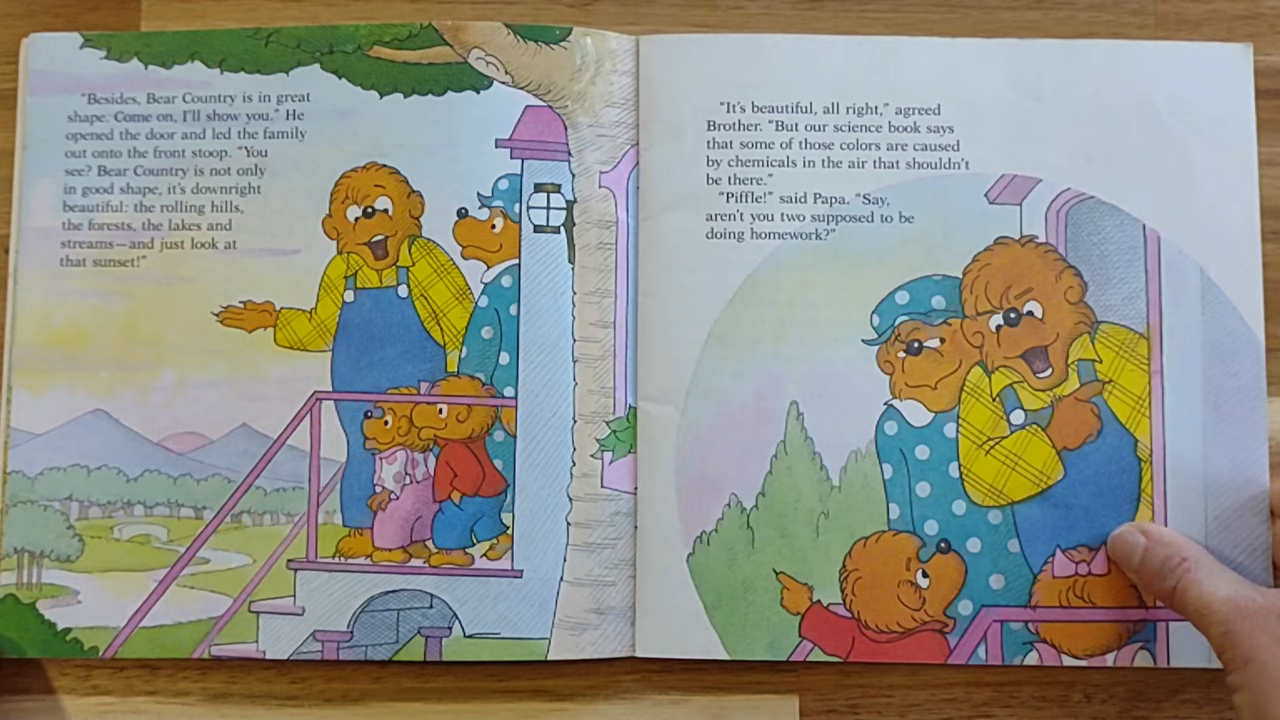 "Besides, Bear Country is in great
shape. Come on, I'll show you." He
opened the door and led the family
out onto the front stoop. "You
see? Bear Country is not only
in good shape, it's downright
beautiful: the rolling hills,
the forests, the lakes and
streams—and just look at
that sunset!"
"It's beautiful, all right," agreed
Brother. "But our science book says
that some of those colors are caused
by chemicals in the air that shouldn't
be there."
"Piffle!" said Papa. "Say,
aren't you two supposed to be
doing homework?"